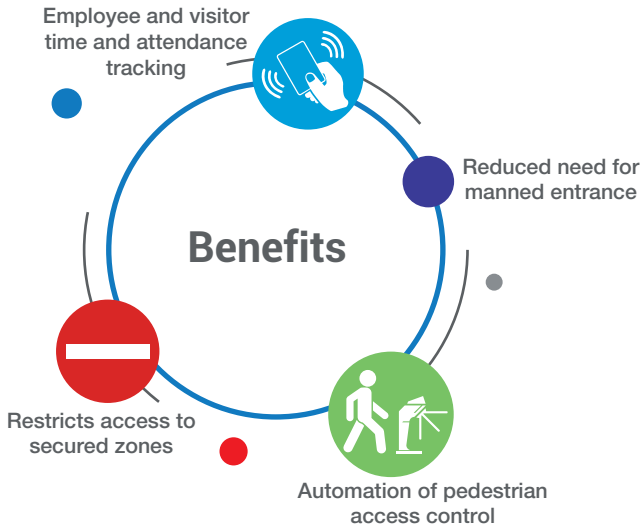 Employee and visitor
time and attendance
tracking
Reduced need for
manned entrance
Benefits
Restricts access to
secured zones
Automation of pedestrian
access control